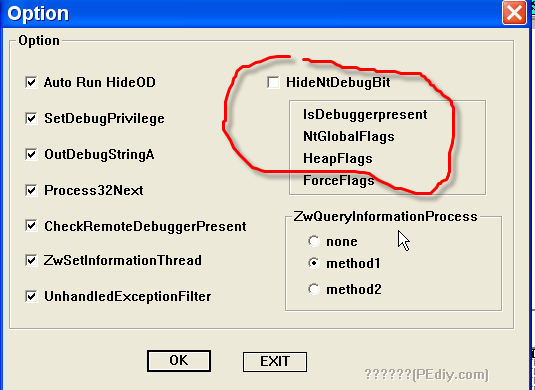 Option
Option
Auto Run HideOD
SetDebugPrivilege
OutDebugStringA
Process32Next
CheckRemoteDebuggerPresent
ZwSetInformationThread
UnhandledExceptionFilter
HideNtDebugBit
IsDebuggerpresent
NtGlobalFlags
HeapFlags
ForceFlags
ZwQueryInformationProcess
none
method1
method2
OK
EXIT
??????(PEdiy.com)